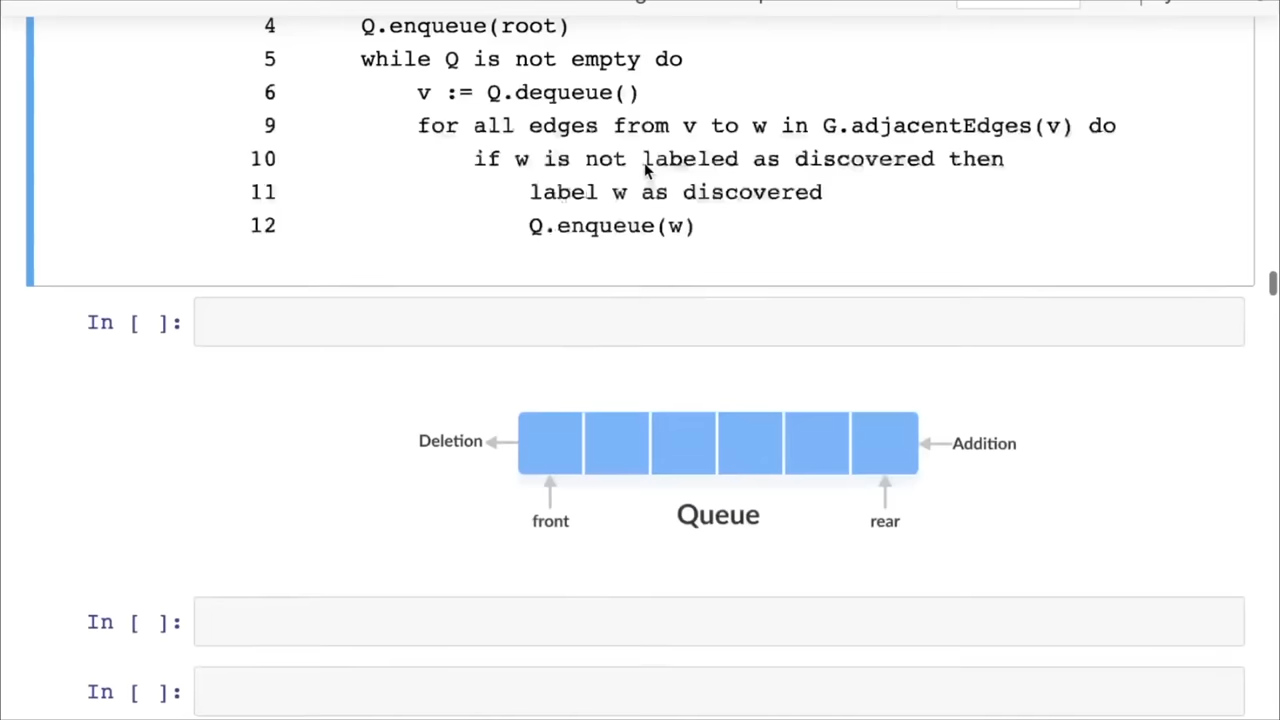 4 Q.enqueue(root)
5 while Q is not empty do
6 v := Q.dequeue()
9 for all edges from v to w in G.adjacentEdges(v) do
10 if w is not labeled as discovered then
11 label w as discovered
12 Q.enqueue(w)
In [ ]:
Deletion
Addition
front
Queue
rear
In [ ]:
In [ ]: